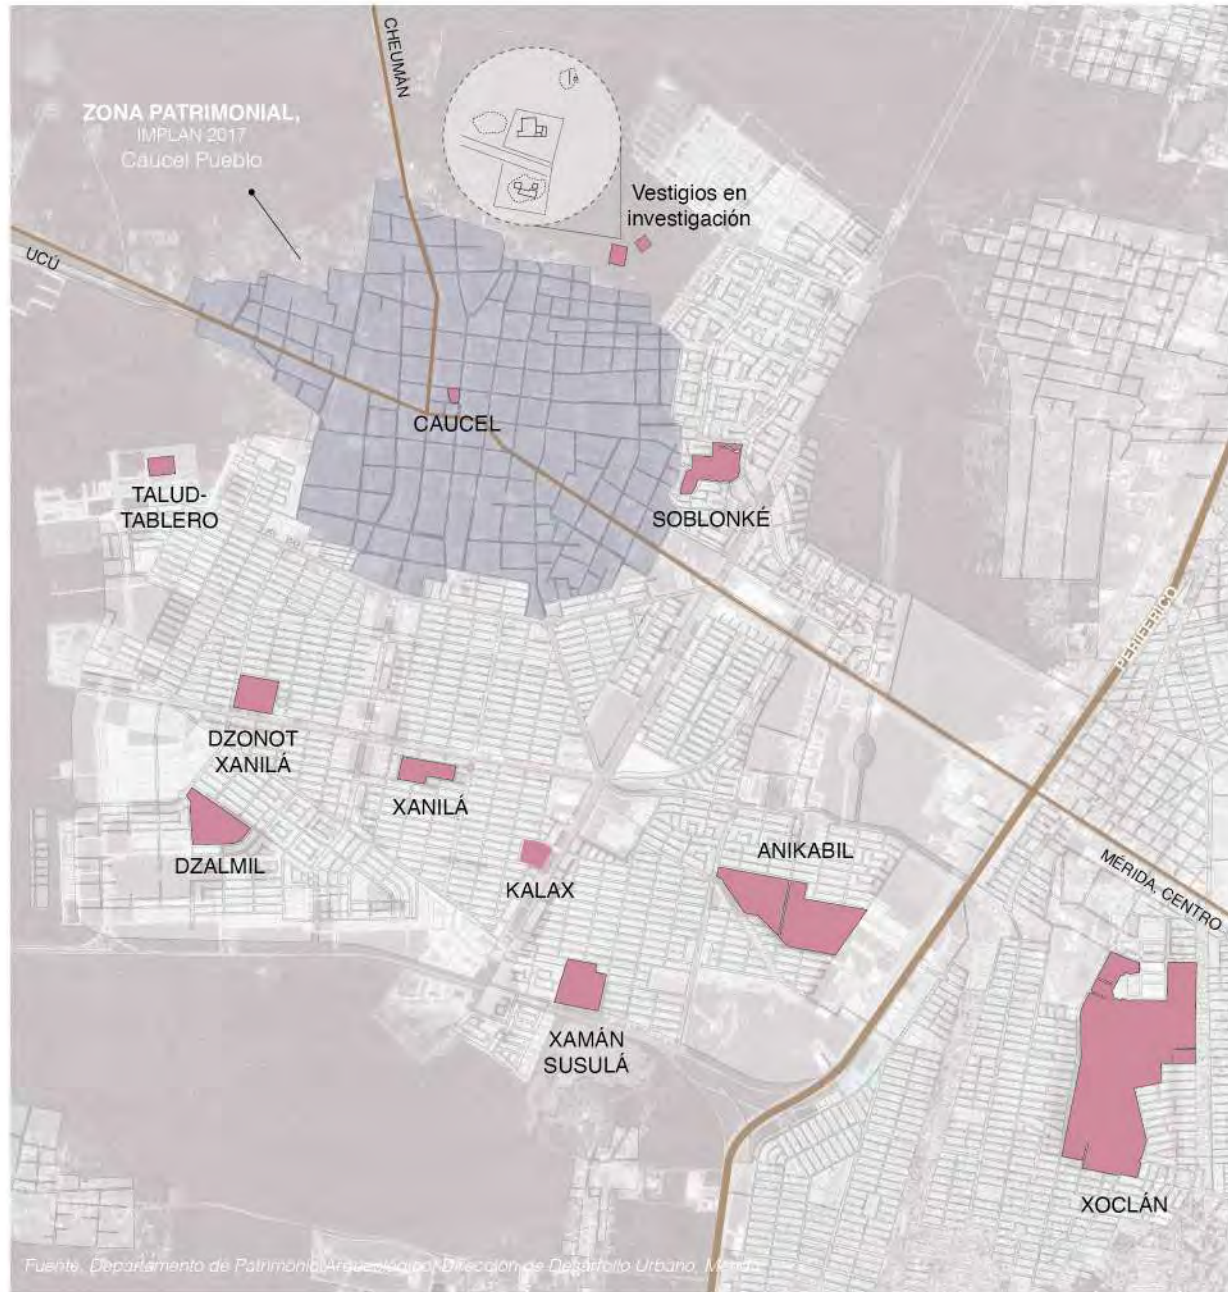 CHEUMÁN
ZONA PATRIMONIAL,
IMPLAN 2017
Caucel Pueblo
Vestigios en
investigación
UCÚ
CAUCEL
TALUD-
TABLERO
SOBLONKÉ
PERIFERICO
DZONOT
XANILÁ
XANILÁ
DZALMIL
KALAX
ANIKABIL
MÉRIDA, CENTRO
XAMÁN
SUSULÁ
XOCLÁN
Fuente, Departamento de Patrimonio Arqueológico, Dirección de Desarrollo Urbano, Mérida